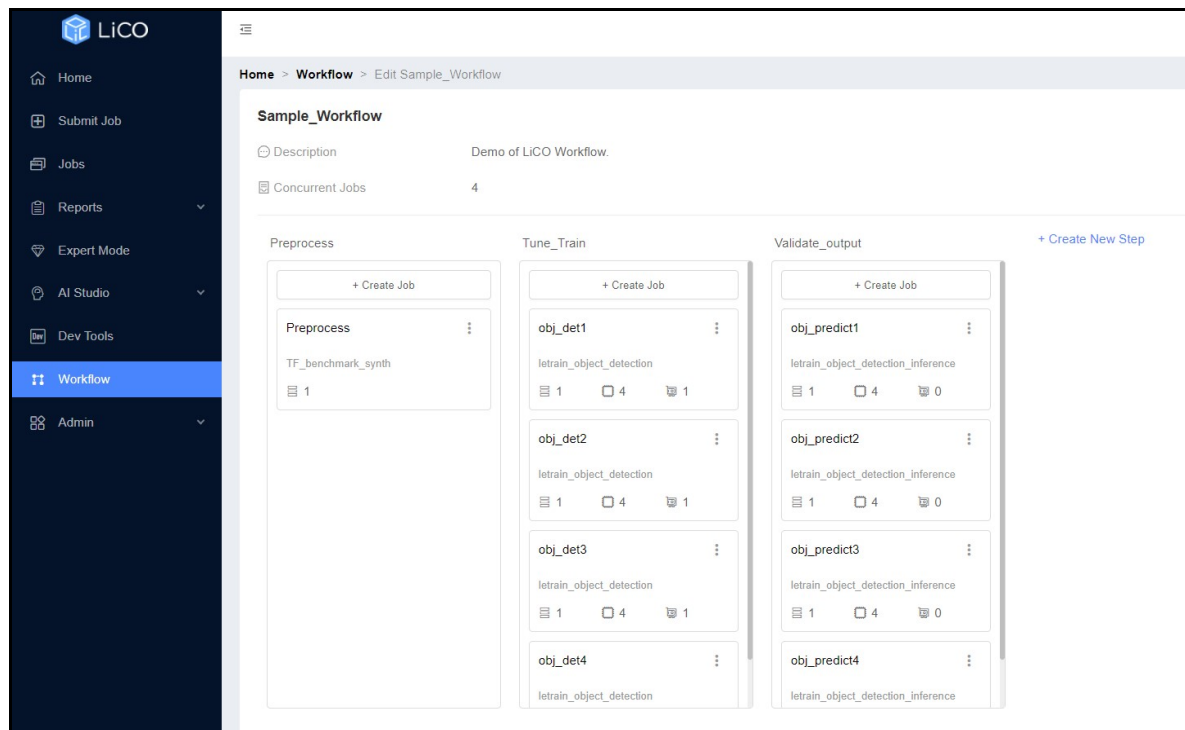 LiCO
Home
Submit Job
Jobs
Reports
Expert Mode
AI Studio
Dev Tools
Workflow
Admin
Home > Workflow > Edit Sample_Workflow
Sample_Workflow
Description Demo of LiCO Workflow.
Concurrent Jobs 4
Preprocess
+ Create Job
Preprocess
TF_benchmark_synth
1
Tune_Train
+ Create Job
obj_det1
letrain_object_detection
1 4 1
obj_det2
letrain_object_detection
1 4 1
obj_det3
letrain_object_detection
1 4 1
obj_det4
letrain_object_detection
Validate_output
+ Create Job
obj_predict1
letrain_object_detection_inference
1 4 0
obj_predict2
letrain_object_detection_inference
1 4 0
obj_predict3
letrain_object_detection_inference
1 4 0
obj_predict4
letrain_object_detection_inference
+ Create New Step